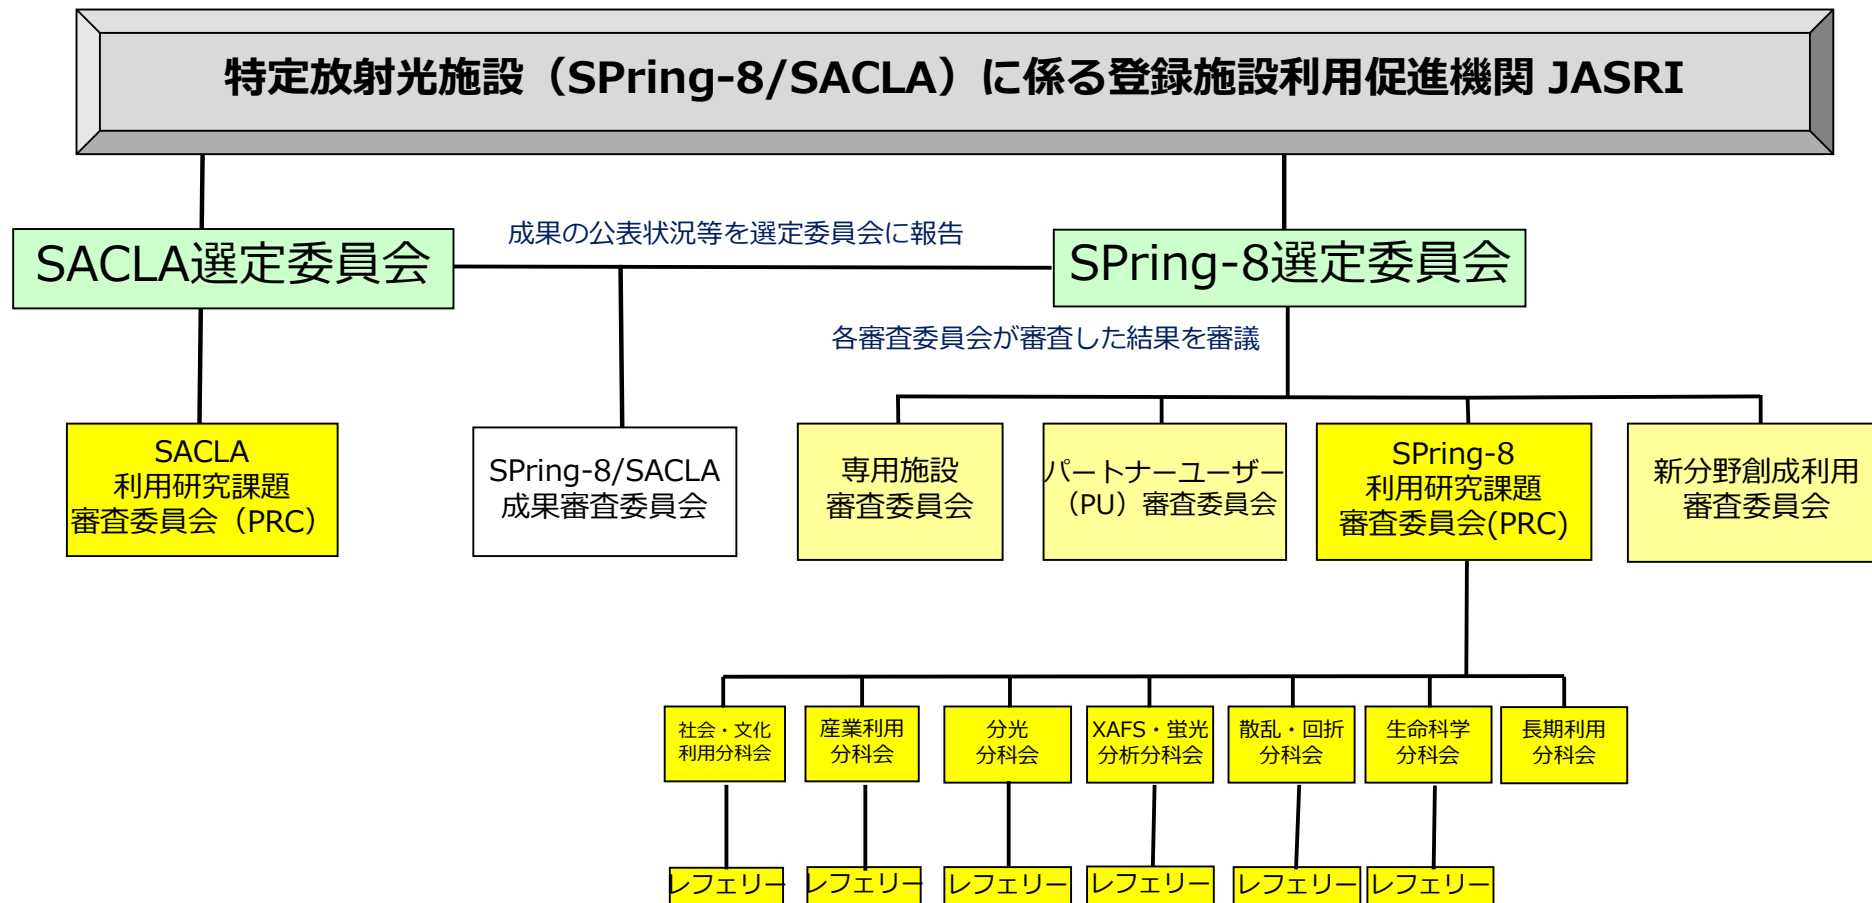 特定放射光施設（SPring-8/SACLA）に係る登録施設利用促進機関 JASRI
成果の公表状況等を選定委員会に報告
SACLA選定委員会
SPring-8選定委員会
各審査委員会が審査した結果を審議
SACLA
利用研究課題
審査委員会（PRC）
SPring-8/SACLA
成果審査委員会
専用施設
審査委員会
パートナーユーザー
（PU）審査委員会
SPring-8
利用研究課題
審査委員会(PRC)
新分野創成利用
審査委員会
社会・文化
利用分科会
産業利用
分科会
分光
分科会
XAFS・蛍光
分析分科会
散乱・回折
分科会
生命科学
分科会
長期利用
分科会
レフェリー
レフェリー
レフェリー
レフェリー
レフェリー
レフェリー